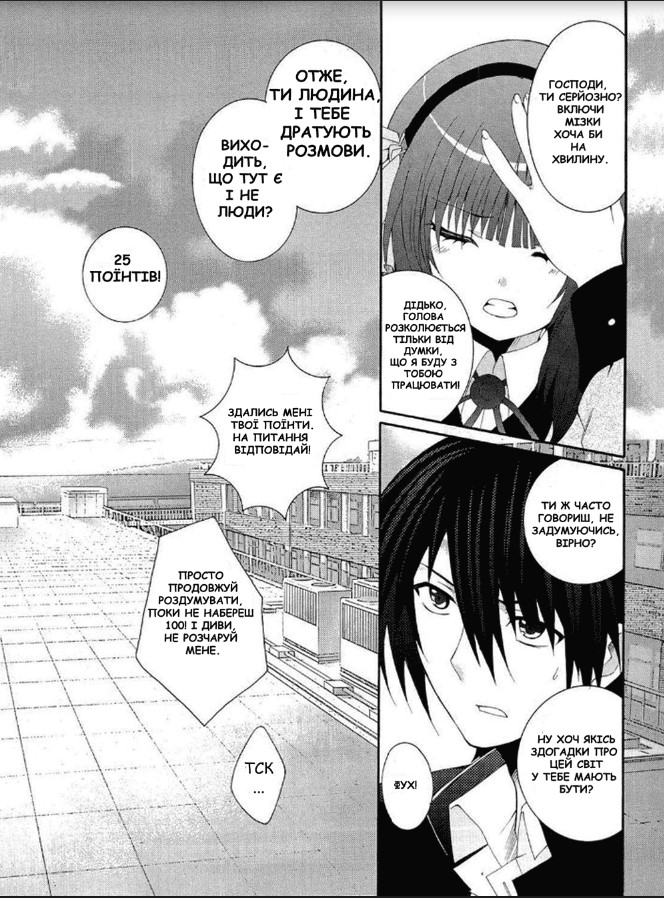 ГОСПОДИ,
ТИ СЕРЙОЗНО?
ВКЛЮЧИ
МІЗКИ
ХОЧА БИ
НА
ХВИЛИНУ.
ДІДЬКО,
ГОЛОВА
РОЗКОЛЮЄТЬСЯ
ТІЛЬКИ ВІД
ДУМКИ,
ЩО Я БУДУ З
ТОБОЮ
ПРАЦЮВАТИ!
ТИ Ж ЧАСТО
ГОВОРИШ, НЕ
ЗАДУМУЮЧИСЬ,
ВІРНО?
НУ ХОЧ ЯКІСЬ
ЗДОГАДКИ ПРО
ЦЕЙ СВІТ
У ТЕБЕ МАЮТЬ
БУТИ?
ФУХ!
ОТЖЕ,
ТИ ЛЮДИНА,
І ТЕБЕ
ДРАТУЮТЬ
РОЗМОВИ.
ВИХО-
ДИТЬ,
ЩО ТУТ Є
І НЕ
ЛЮДИ?
25
ПОЇНТІВ!
ЗДАЛИСЬ МЕНІ
ТВОЇ ПОЇНТИ.
НА ПИТАННЯ
ВІДПОВІДАЙ!
ПРОСТО
ПРОДОВЖУЙ
РОЗДУМУВАТИ,
ПОКИ НЕ НАБЕРЕШ
100! І ДИВИ,
НЕ РОЗЧАРУЙ
МЕНЕ.
ТСК
...